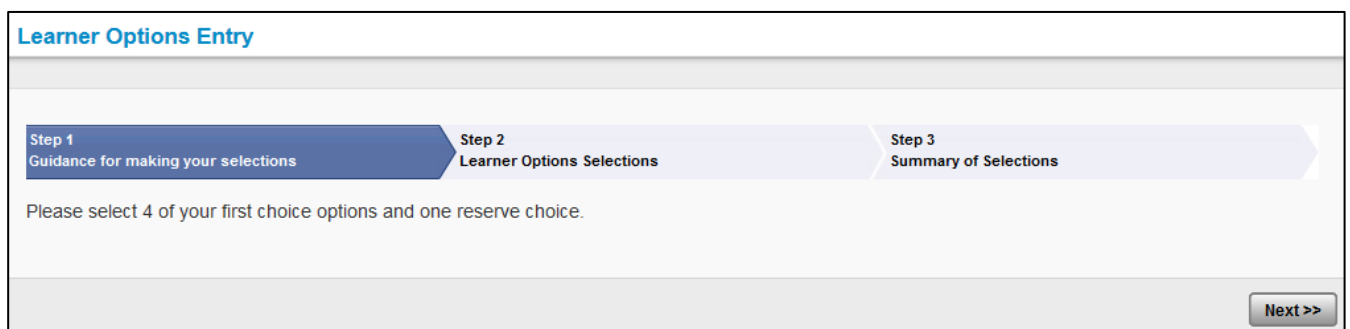 Learner Options Entry
Step 1
Guidance for making your selections
Step 2
Learner Options Selections
Step 3
Summary of Selections
Please select 4 of your first choice options and one reserve choice.
Next >>